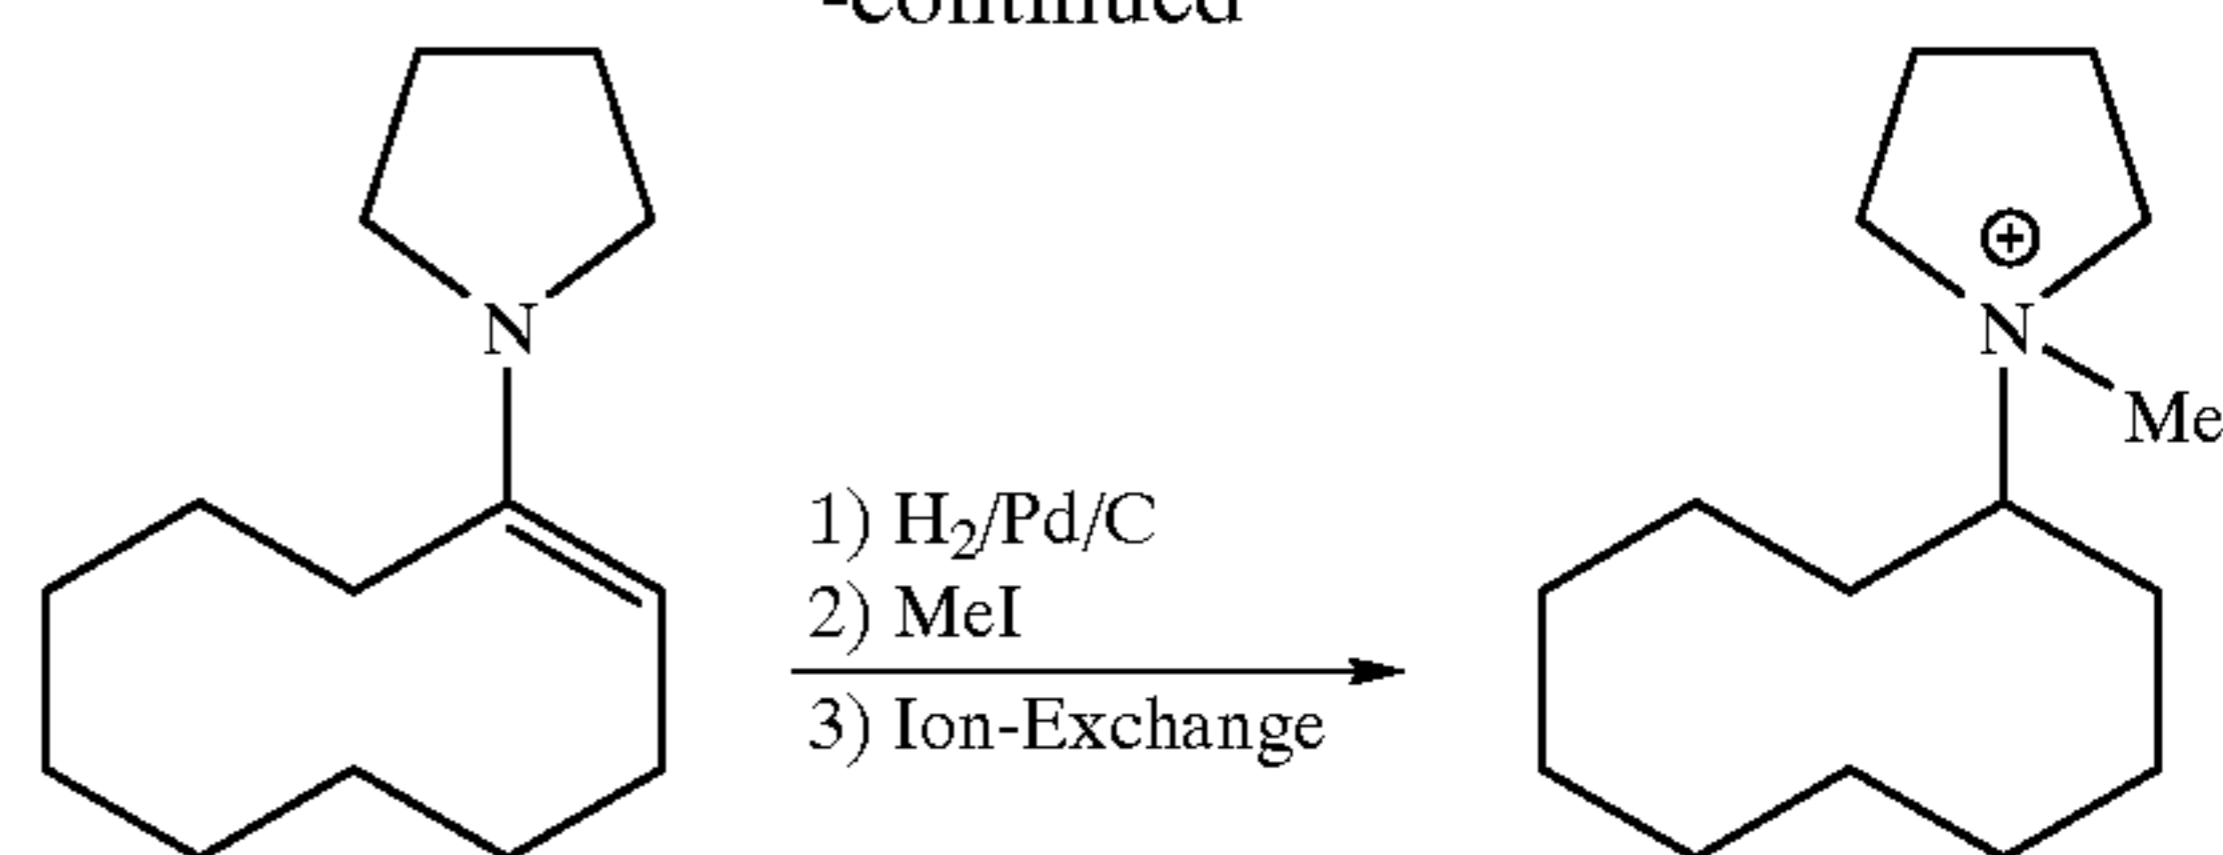 -continued
N
⊕
N
Me
1) H₂/Pd/C
2) MeI
3) Ion-Exchange